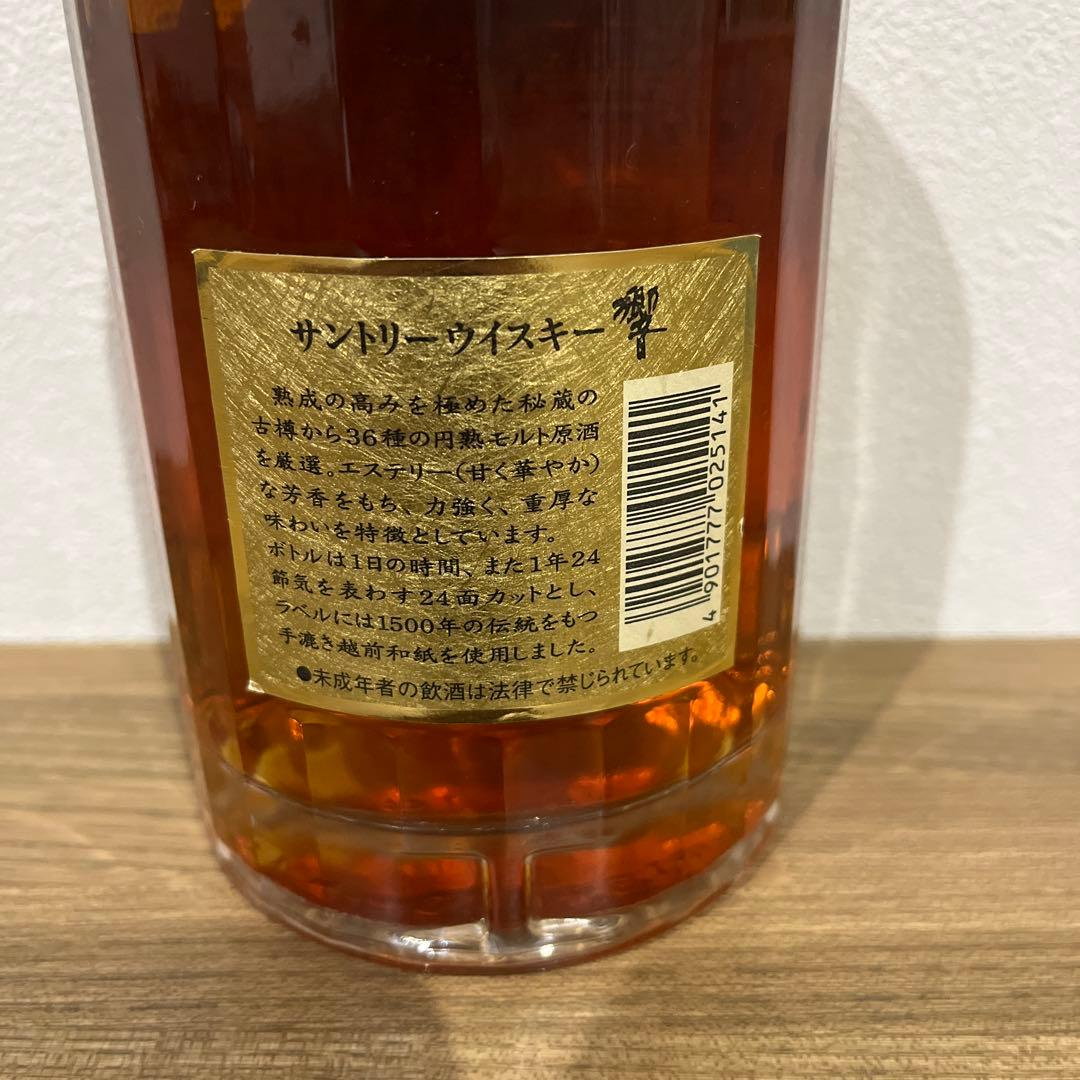 サントリーウイスキー 響
熟成の高みを極めた秘蔵の
古樽から36種の円熟モルト原酒
を厳選。エステリー(甘く華やか)
な芳香をもち、力強く、重厚な
味わいを特徴としています。
ボトルは1日の時間、また1年24
節気を表わす24面カットとし、
ラベルには1500年の伝統をもつ
手漉き越前和紙を使用しました。
●未成年者の飲酒は法律で禁じられています。
4 901777 025141